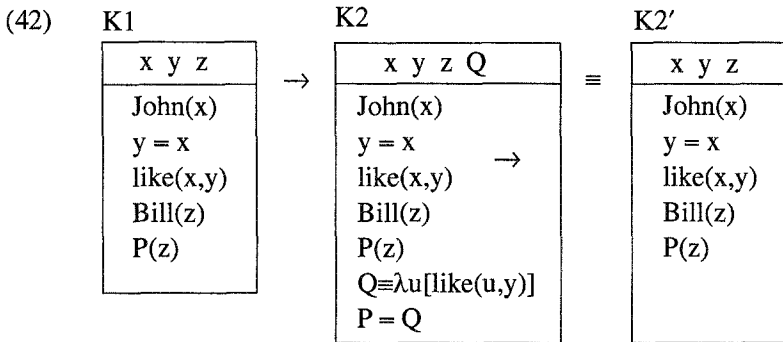 (42) K1 K2 K2′
x y z → x y z Q ≡ x y z
John(x) John(x) John(x)
y = x y = x → y = x
like(x,y) like(x,y) like(x,y)
Bill(z) Bill(z) Bill(z)
P(z) P(z) P(z)
Q≡λu[like(u,y)]
P = Q